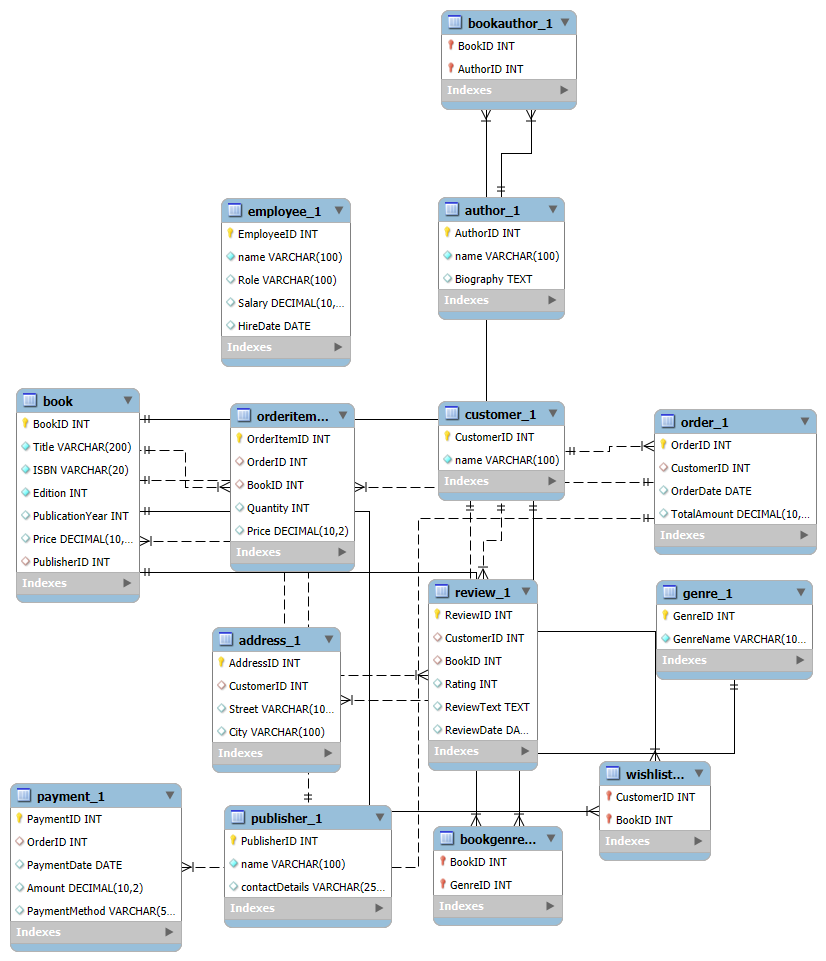 bookauthor_1
BookID INT
AuthorID INT
Indexes
employee_1
EmployeeID INT
name VARCHAR(100)
Role VARCHAR(100)
Salary DECIMAL(10,...
HireDate DATE
Indexes
author_1
AuthorID INT
name VARCHAR(100)
Biography TEXT
Indexes
book
BookID INT
Title VARCHAR(200)
ISBN VARCHAR(20)
Edition INT
PublicationYear INT
Price DECIMAL(10,...
PublisherID INT
Indexes
orderitem...
OrderItemID INT
OrderID INT
BookID INT
Quantity INT
Price DECIMAL(10,2)
Indexes
customer_1
CustomerID INT
name VARCHAR(100)
Indexes
order_1
OrderID INT
CustomerID INT
OrderDate DATE
TotalAmount DECIMAL(10,...
Indexes
review_1
ReviewID INT
CustomerID INT
BookID INT
Rating INT
ReviewText TEXT
ReviewDate DA...
Indexes
genre_1
GenreID INT
GenreName VARCHAR(10...
Indexes
address_1
AddressID INT
CustomerID INT
Street VARCHAR(10...
City VARCHAR(100)
Indexes
payment_1
PaymentID INT
OrderID INT
PaymentDate DATE
Amount DECIMAL(10,2)
PaymentMethod VARCHAR(5...
Indexes
publisher_1
PublisherID INT
name VARCHAR(100)
contactDetails VARCHAR(25...
Indexes
bookgenre...
BookID INT
GenreID INT
Indexes
wishlist...
CustomerID INT
BookID INT
Indexes